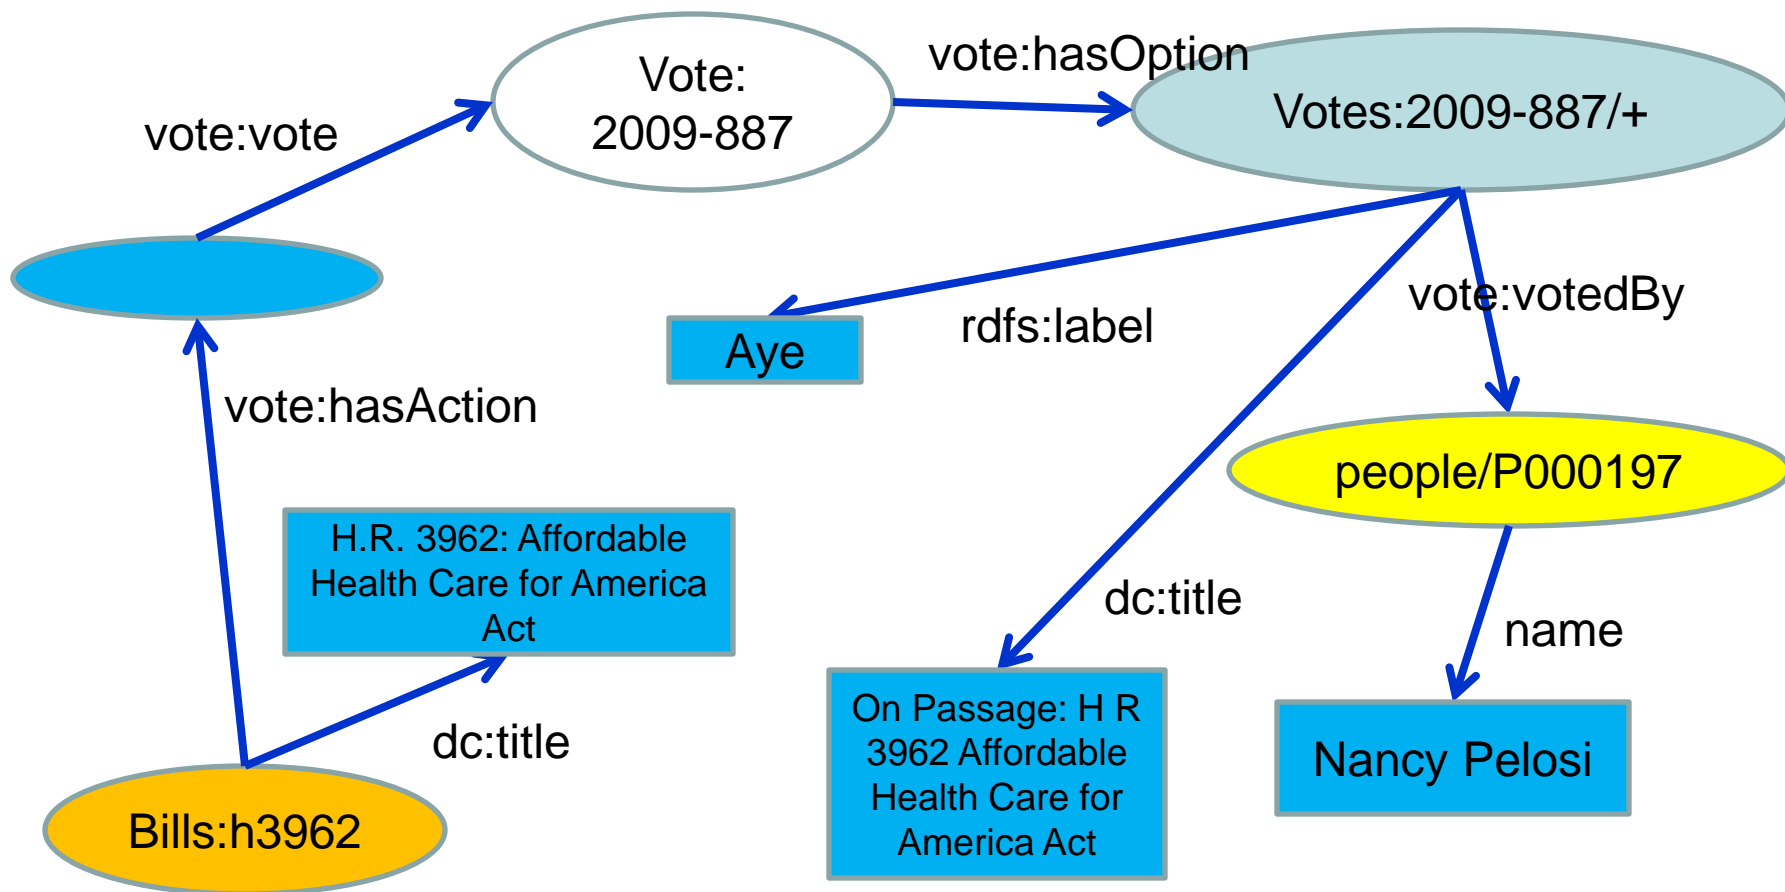 Vote:
2009-887
vote:hasOption
Votes:2009-887/+
vote:vote
Aye
rdfs:label
vote:votedBy
vote:hasAction
people/P000197
H.R. 3962: Affordable
Health Care for America
Act
dc:title
name
dc:title
On Passage: H R
3962 Affordable
Health Care for
America Act
Nancy Pelosi
Bills:h3962